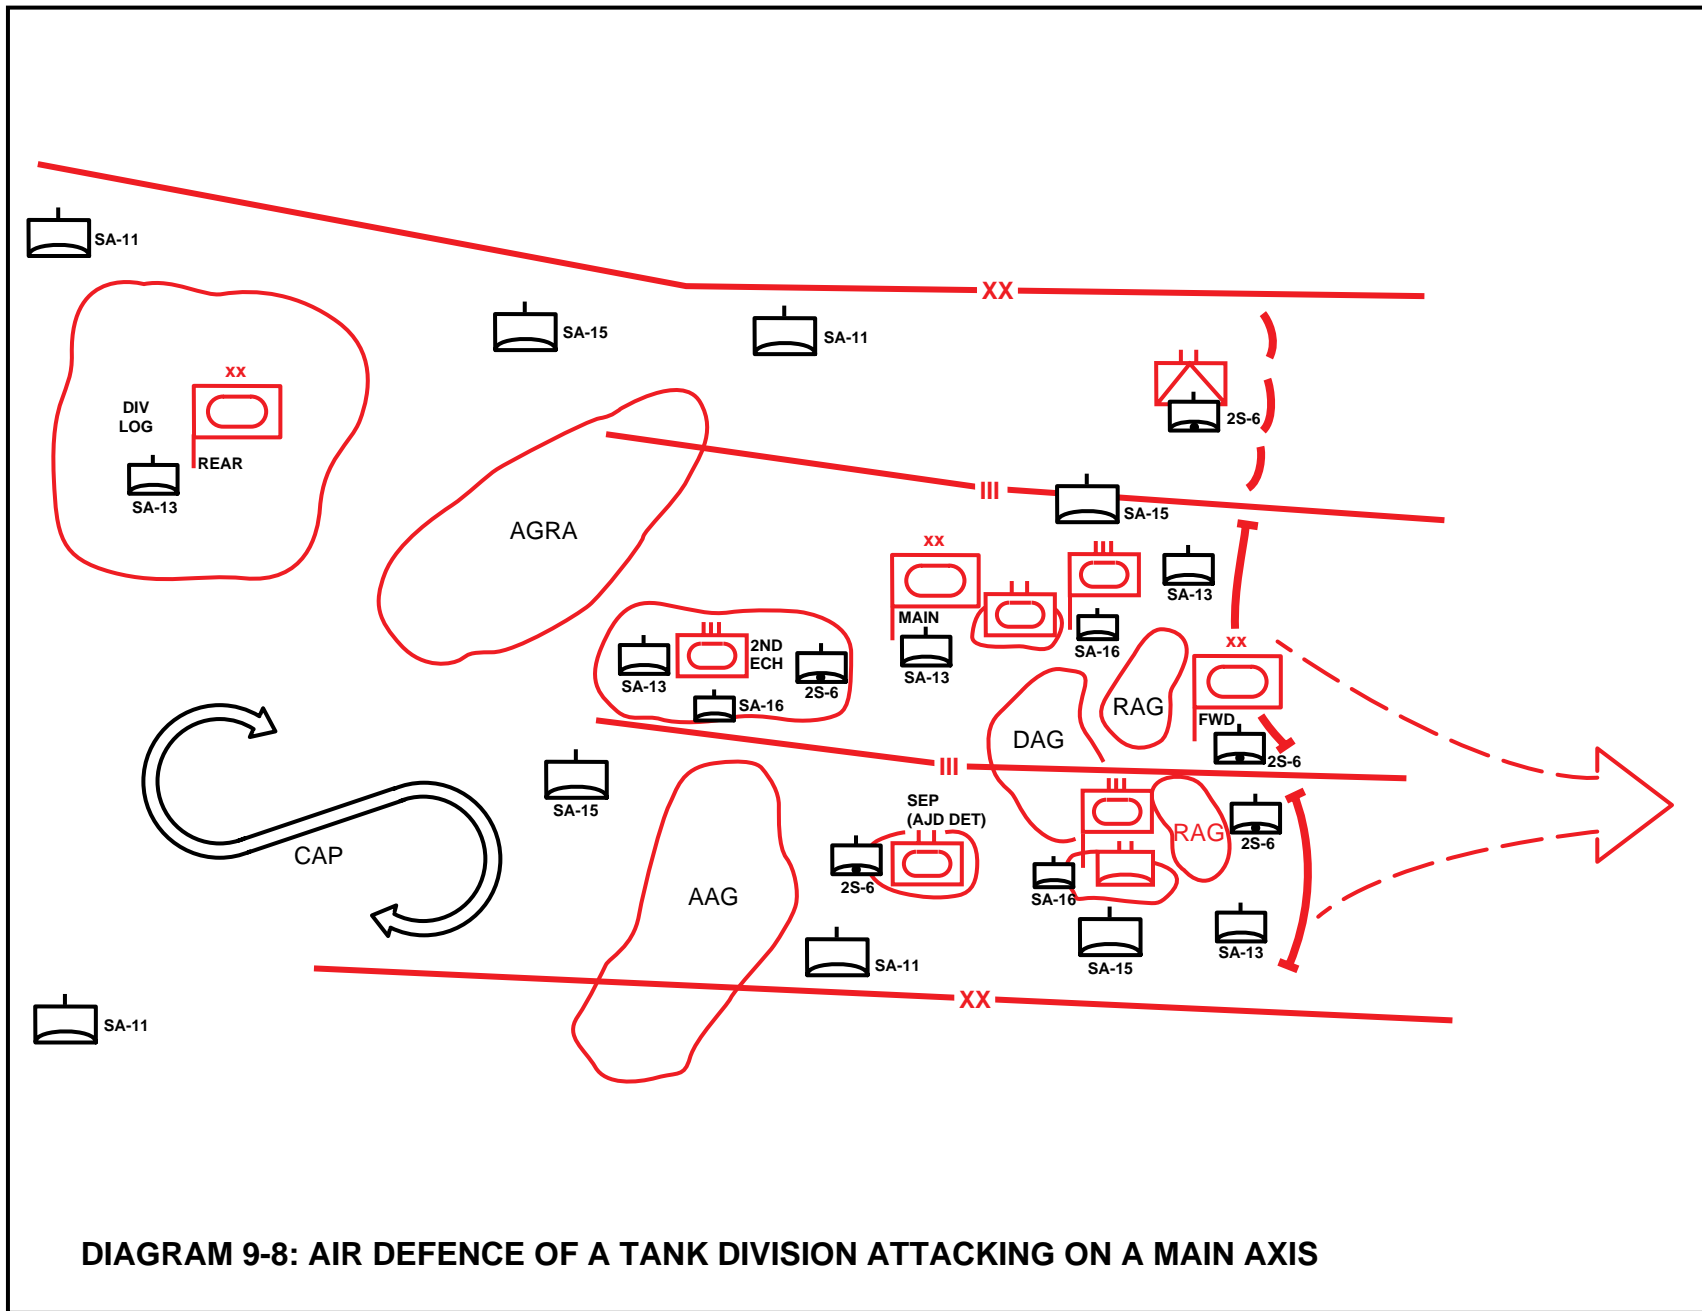 XX
SA-11
SA-15
SA-11
xx
DIV
LOG
REAR
SA-13
2S-6
III
SA-15
AGRA
xx
MAIN
SA-13
III
SA-16
SA-13
2ND
ECH
III
SA-13
SA-16
2S-6
xx
FWD
2S-6
RAG
DAG
III
SA-15
CAP
AAG
SEP
(AJD DET)
2S-6
III
RAG
2S-6
SA-16
SA-15
SA-13
SA-11
XX
SA-11
DIAGRAM 9-8: AIR DEFENCE OF A TANK DIVISION ATTACKING ON A MAIN AXIS